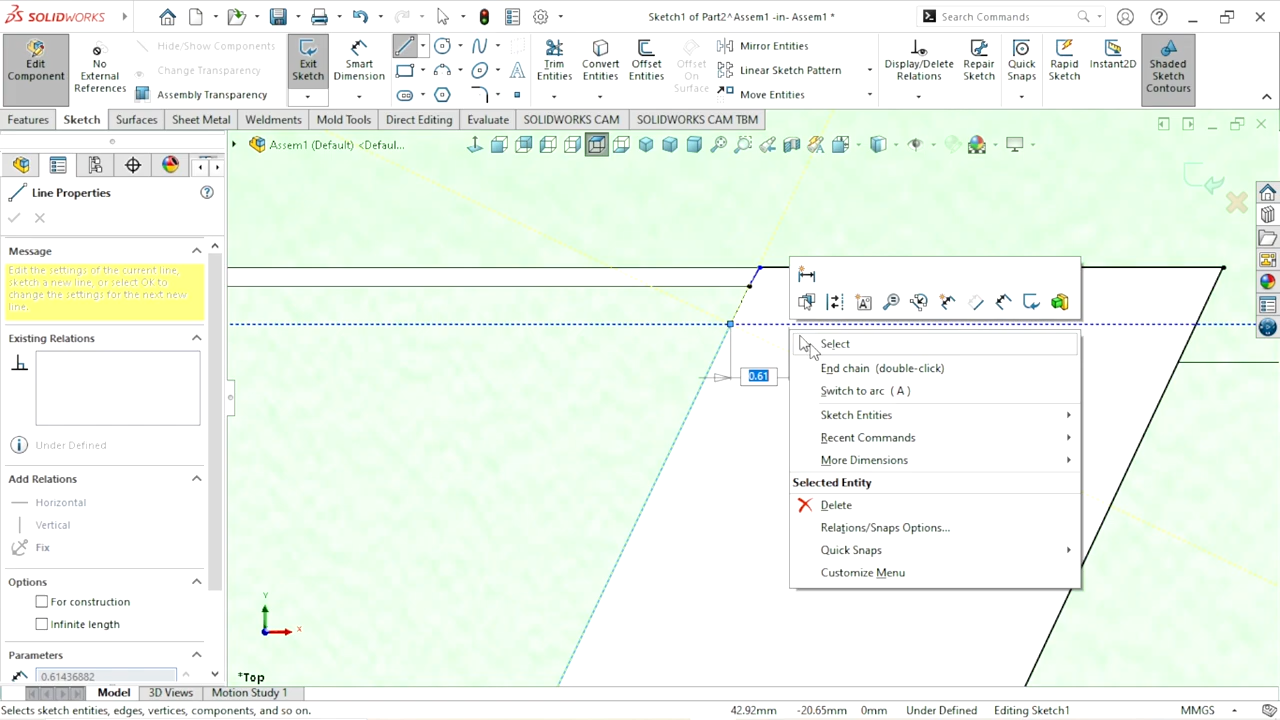 SOLIDWORKS
Sketch1 of Part2^Assem1 -in- Assem1 *
Search Commands
Edit Component
No External References
Hide/Show Components
Change Transparency
Assembly Transparency
Exit Sketch
Smart Dimension
Trim Entities
Convert Entities
Offset Entities
Offset On Surface
Mirror Entities
Linear Sketch Pattern
Move Entities
Display/Delete Relations
Repair Sketch
Quick Snaps
Rapid Sketch
Instant2D
Shaded Sketch Contours
Features
Sketch
Surfaces
Sheet Metal
Weldments
Mold Tools
Direct Editing
Evaluate
SOLIDWORKS CAM
SOLIDWORKS CAM TBM
Assem1 (Default) <Defaul...
Line Properties
Message
Edit the settings of the current line,
sketch a new line, or select OK to
change the settings for the next new
line.
Existing Relations
Under Defined
Add Relations
Horizontal
Vertical
Fix
Options
For construction
Infinite length
Parameters
0.61436882
0.61
Select
End chain (double-click)
Switch to arc ( A )
Sketch Entities
Recent Commands
More Dimensions
Selected Entity
Delete
Relations/Snaps Options...
Quick Snaps
Customize Menu
Y
X
*Top
Model
3D Views
Motion Study 1
Selects sketch entities, edges, vertices, components, and so on.
42.92mm
-20.65mm
0mm
Under Defined
Editing Sketch1
MMGS